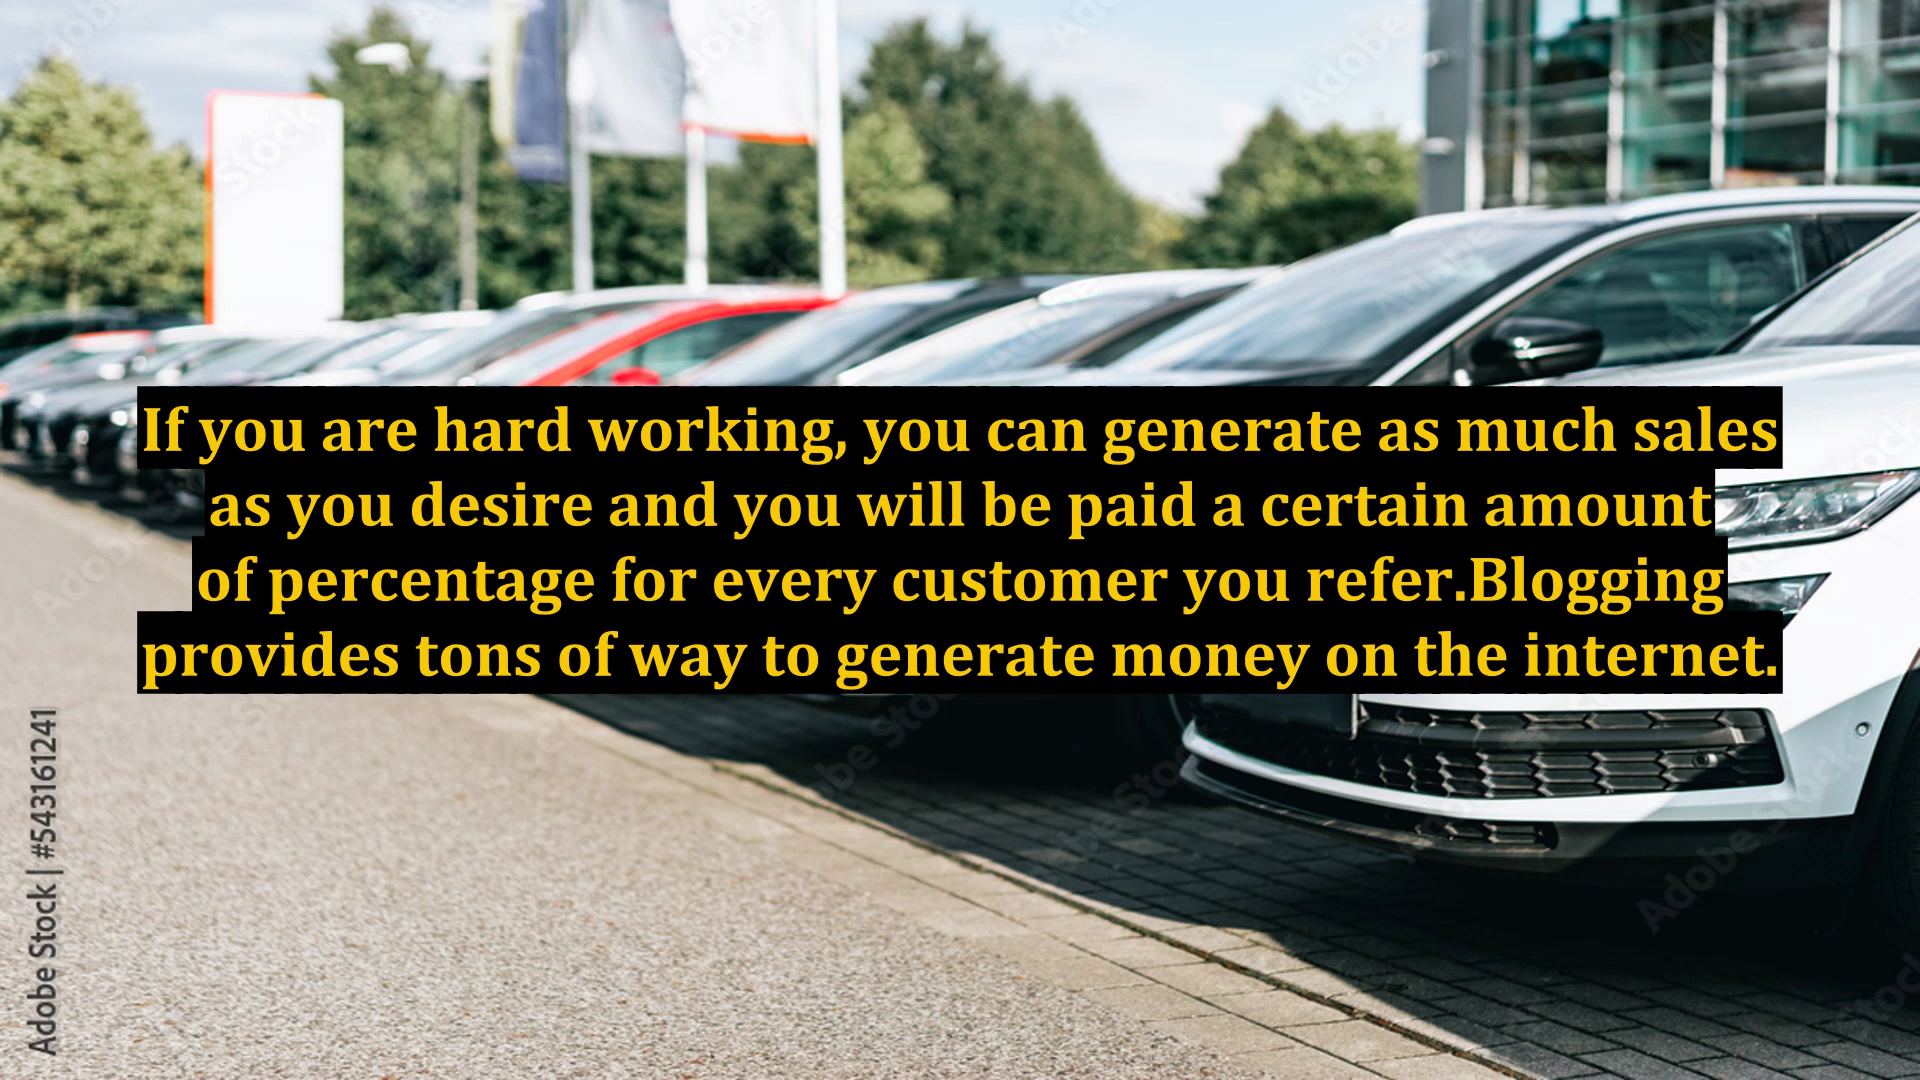 If you are hard working, you can generate as much sales
as you desire and you will be paid a certain amount
of percentage for every customer you refer.Blogging
provides tons of way to generate money on the internet.
Adobe Stock | #543161241